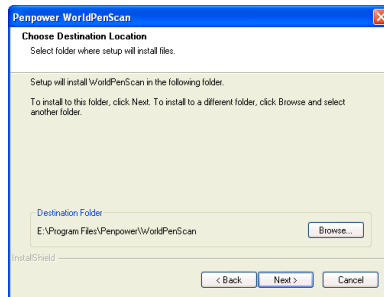 Penpower WorldPenScan
Choose Destination Location
Select folder where setup will install files.
Setup will install WorldPenScan in the following folder.
To install to this folder, click Next. To install to a different folder, click Browse and select
another folder.
Destination Folder
E:\Program Files\Penpower\WorldPenScan
Browse...
InstallShield
< Back
Next >
Cancel